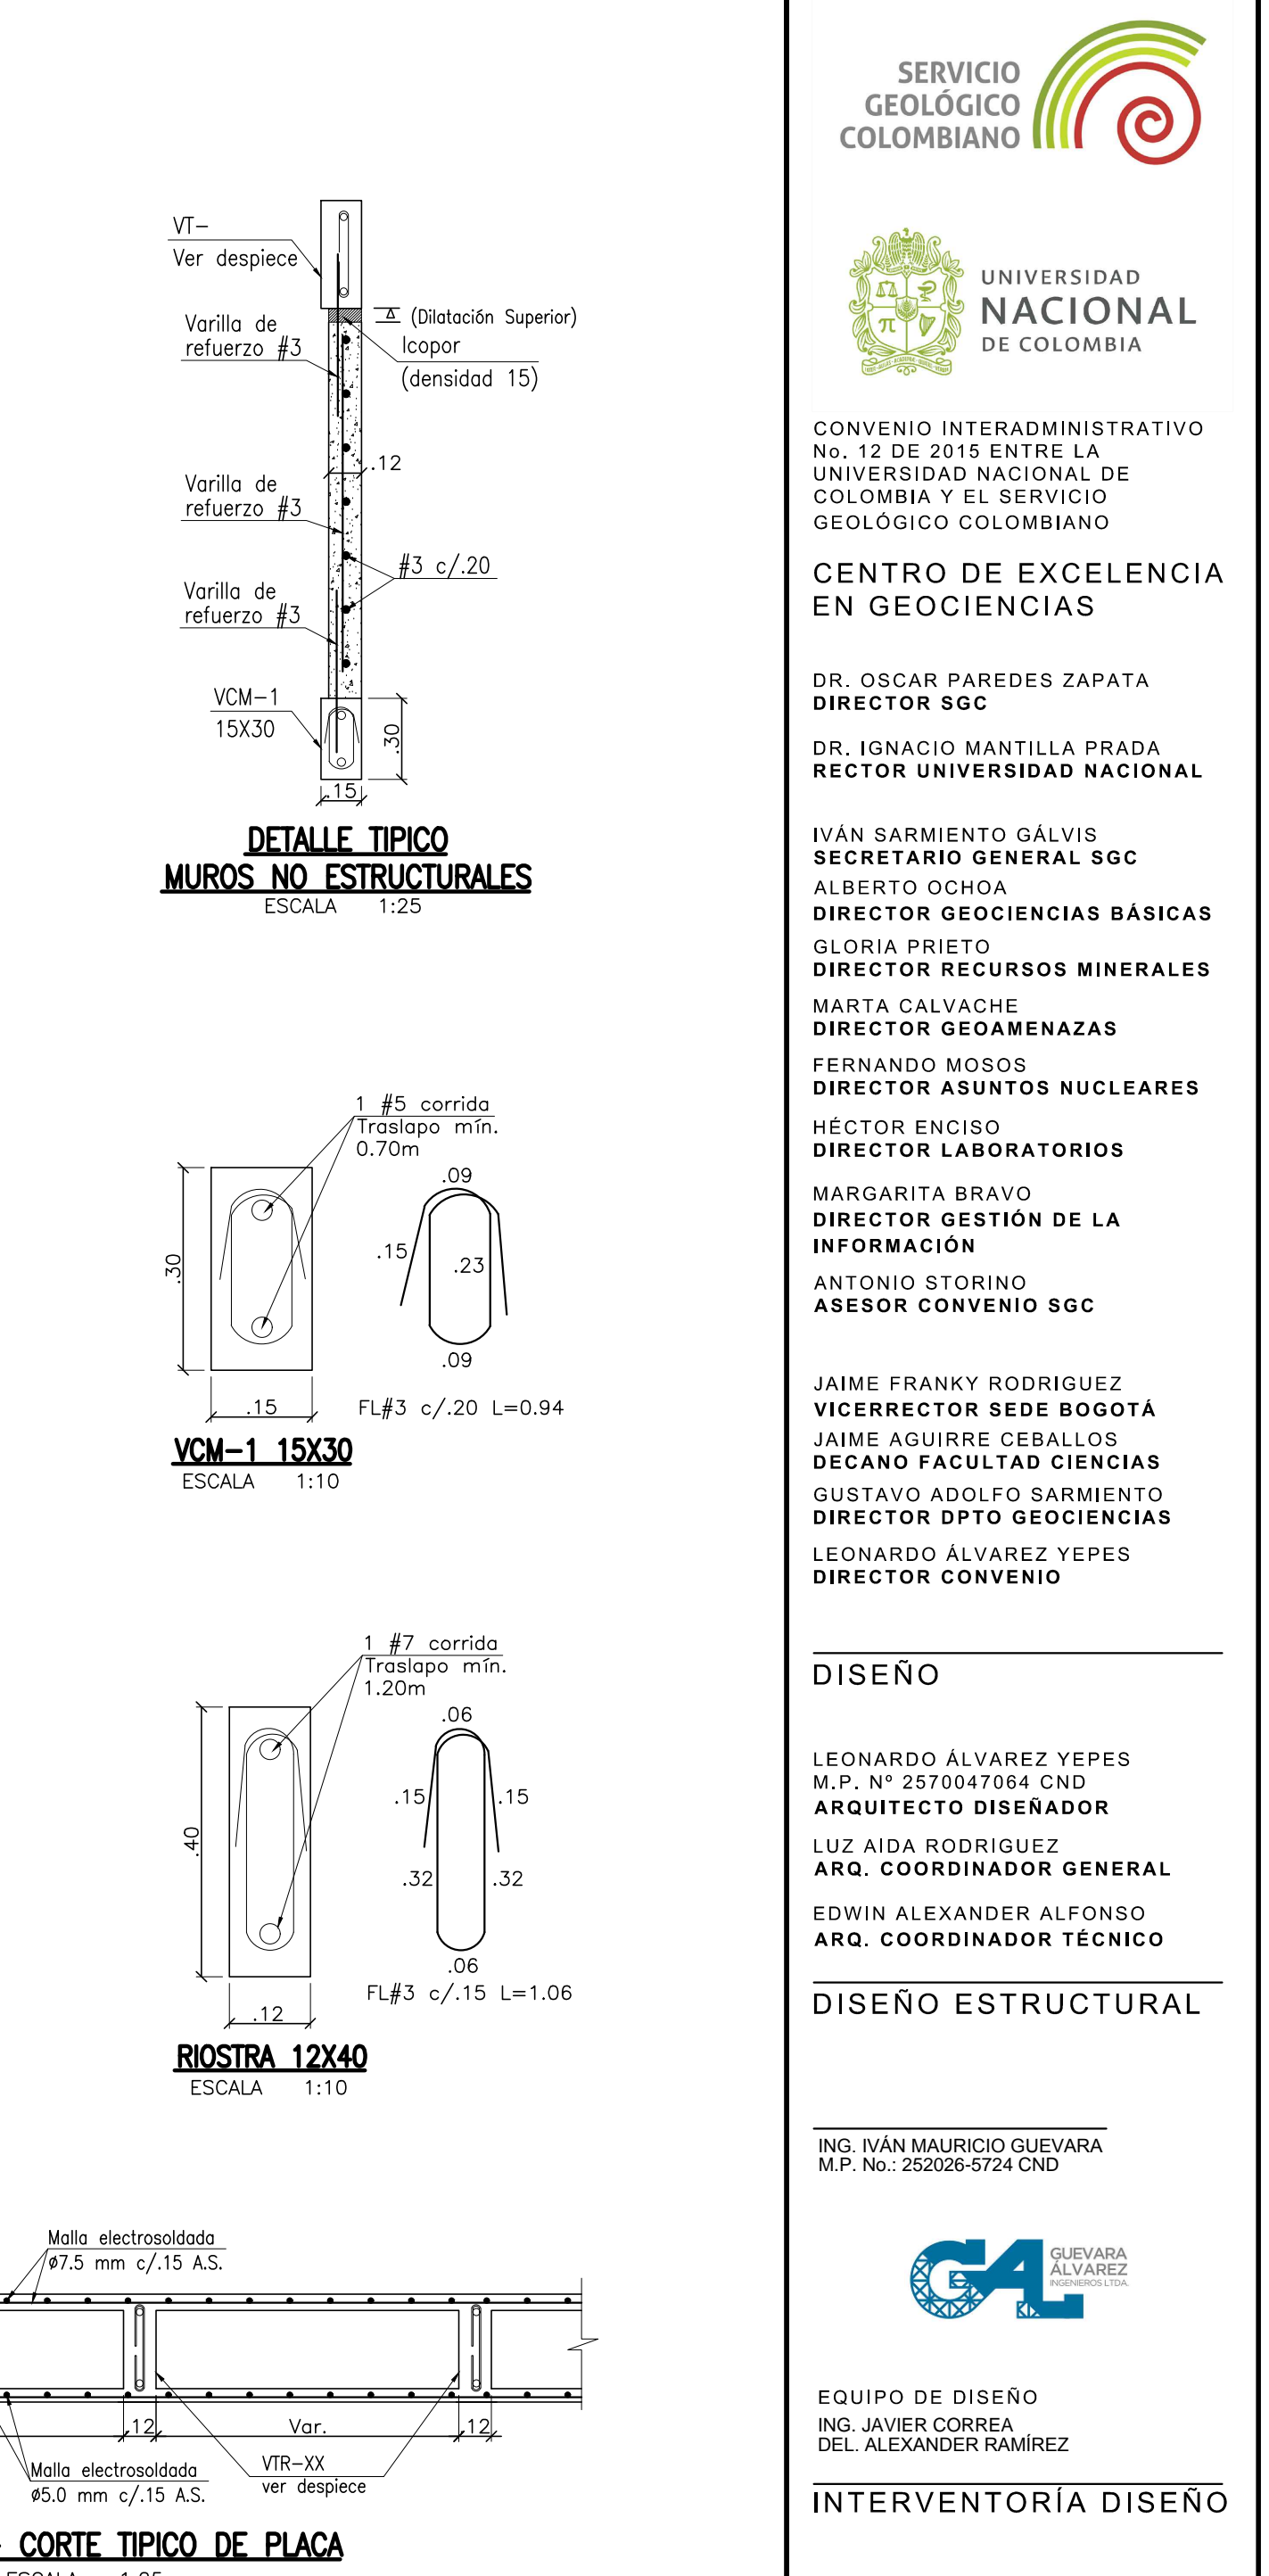 VT-
Ver despiece
(Dilatación Superior)
Varilla de
refuerzo #3
Icopor
(densidad 15)
.12
Varilla de
refuerzo #3
#3 c/.20
Varilla de
refuerzo #3
VCM-1
15X30
.30
.15
DETALLE TIPICO
MUROS NO ESTRUCTURALES
ESCALA 1:25
1 #5 corrida
Traslapo mín.
0.70m
.09
.15
.23
.30
.09
.15
FL#3 c/.20 L=0.94
VCM-1 15X30
ESCALA 1:10
1 #7 corrida
Traslapo mín.
1.20m
.06
.15
.15
.40
.32
.32
.06
FL#3 c/.15 L=1.06
.12
RIOSTRA 12X40
ESCALA 1:10
Malla electrosoldada
ø7.5 mm c/.15 A.S.
.12
Var.
.12
Malla electrosoldada
ø5.0 mm c/.15 A.S.
VTR-XX
ver despiece
CORTE TIPICO DE PLACA
ESCALA 1:25
SERVICIO
GEOLÓGICO
COLOMBIANO
UNIVERSIDAD
NACIONAL
DE COLOMBIA
CONVENIO INTERADMINISTRATIVO
No. 12 DE 2015 ENTRE LA
UNIVERSIDAD NACIONAL DE
COLOMBIA Y EL SERVICIO
GEOLÓGICO COLOMBIANO
CENTRO DE EXCELENCIA
EN GEOCIENCIAS
DR. OSCAR PAREDES ZAPATA
DIRECTOR SGC
DR. IGNACIO MANTILLA PRADA
RECTOR UNIVERSIDAD NACIONAL
IVÁN SARMIENTO GÁLVIS
SECRETARIO GENERAL SGC
ALBERTO OCHOA
DIRECTOR GEOCIENCIAS BÁSICAS
GLORIA PRIETO
DIRECTOR RECURSOS MINERALES
MARTA CALVACHE
DIRECTOR GEOAMENAZAS
FERNANDO MOSOS
DIRECTOR ASUNTOS NUCLEARES
HÉCTOR ENCISO
DIRECTOR LABORATORIOS
MARGARITA BRAVO
DIRECTOR GESTIÓN DE LA
INFORMACIÓN
ANTONIO STORINO
ASESOR CONVENIO SGC
JAIME FRANKY RODRIGUEZ
VICERRECTOR SEDE BOGOTÁ
JAIME AGUIRRE CEBALLOS
DECANO FACULTAD CIENCIAS
GUSTAVO ADOLFO SARMIENTO
DIRECTOR DPTO GEOCIENCIAS
LEONARDO ÁLVAREZ YEPES
DIRECTOR CONVENIO
DISEÑO
LEONARDO ÁLVAREZ YEPES
M.P. Nº 2570047064 CND
ARQUITECTO DISEÑADOR
LUZ AIDA RODRIGUEZ
ARQ. COORDINADOR GENERAL
EDWIN ALEXANDER ALFONSO
ARQ. COORDINADOR TÉCNICO
DISEÑO ESTRUCTURAL
ING. IVÁN MAURICIO GUEVARA
M.P. No.: 252026-5724 CND
GAL
GUEVARA
ÁLVAREZ
INGENIEROS LTDA.
EQUIPO DE DISEÑO
ING. JAVIER CORREA
DEL. ALEXANDER RAMÍREZ
INTERVENTORÍA DISEÑO